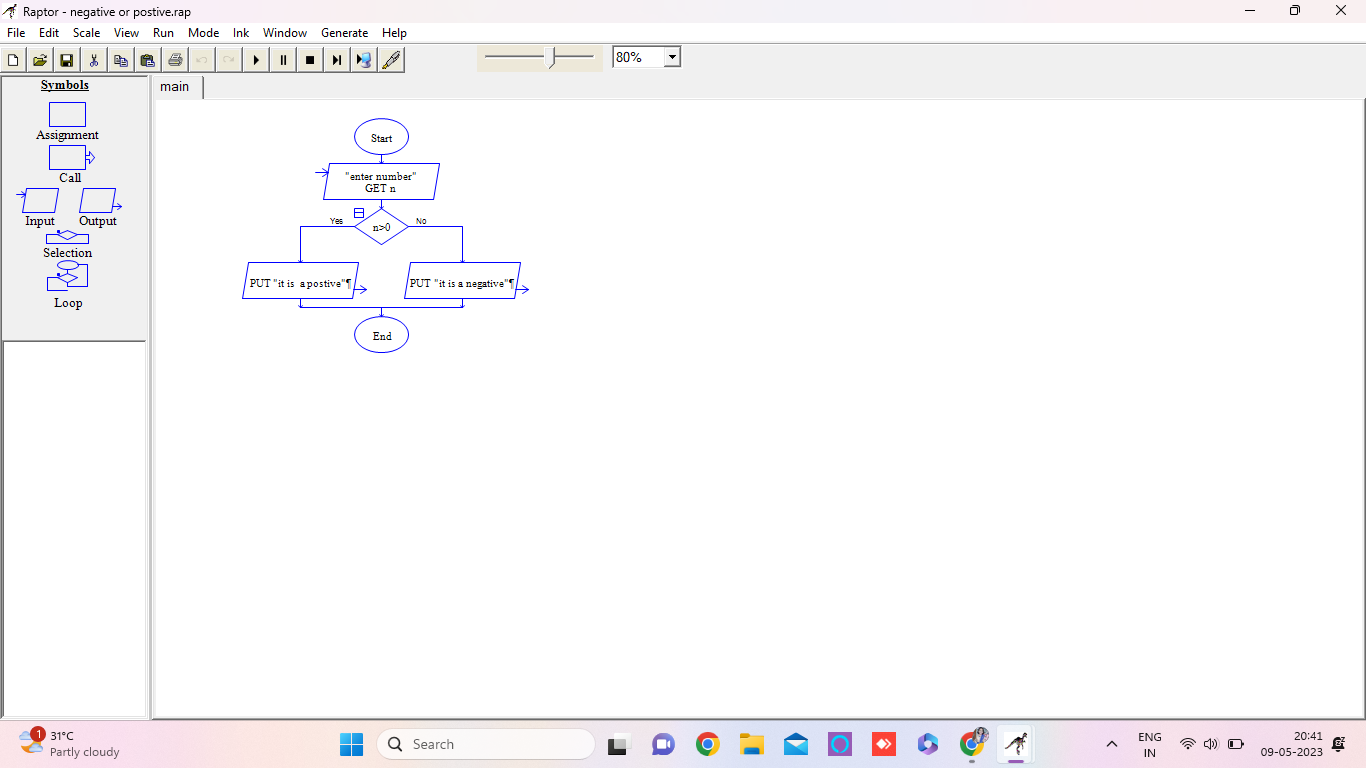 Raptor - negative or postive.rap
File Edit Scale View Run Mode Ink Window Generate Help
80%
Symbols
main
Assignment
Call
Input Output
Selection
Loop
Start
"enter number"
GET n
Yes
No
n>0
PUT "it is  a postive"¶
PUT "it is a negative"¶
End
1
31°C
Partly cloudy
Search
ENG
IN
20:41
09-05-2023